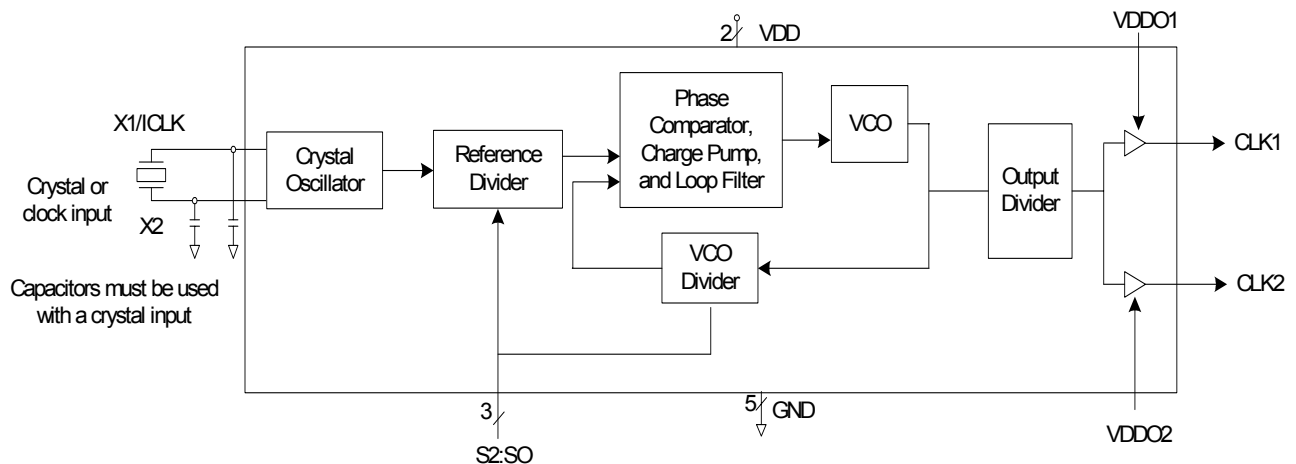 VDDO1
2 VDD
X1/ICLK
Crystal or
clock input
X2
Capacitors must be used
with a crystal input
Crystal
Oscillator
Reference
Divider
Phase
Comparator,
Charge Pump,
and Loop Filter
VCO
VCO
Divider
Output
Divider
CLK1
CLK2
3
S2:SO
5 GND
VDDO2